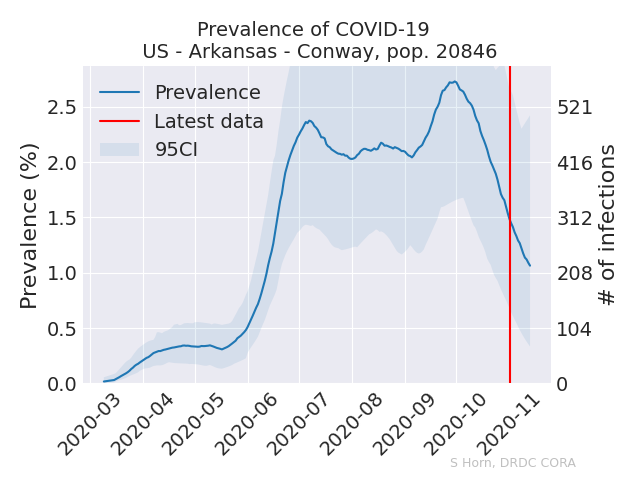 Prevalence of COVID-19
US - Arkansas - Conway, pop. 20846
Prevalence
Latest data
95CI
Prevalence (%)
2.5
2.0
1.5
1.0
0.5
0.0
521
416
312
208
104
0
# of infections
2020-03
2020-04
2020-05
2020-06
2020-07
2020-08
2020-09
2020-10
2020-11
S Horn, DRDC CORA